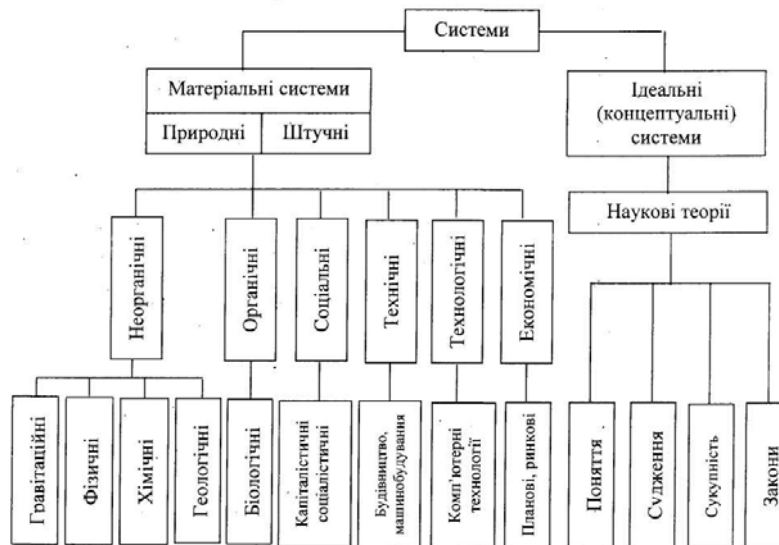 Системи
Матеріальні системи
Природні
Штучні
Ідеальні
(концептуальні)
системи
Наукові теорії
Неорганічні
Органічні
Соціальні
Технічні
Технологічні
Економічні
Гравітаційні
Фізичні
Хімічні
Геологічні
Біологічні
Капіталістичні
соціалістичні
Будівництво,
машинобудування
Комп'ютерні
технології
Планові, ринкові
Поняття
Судження
Сукупність
Закони